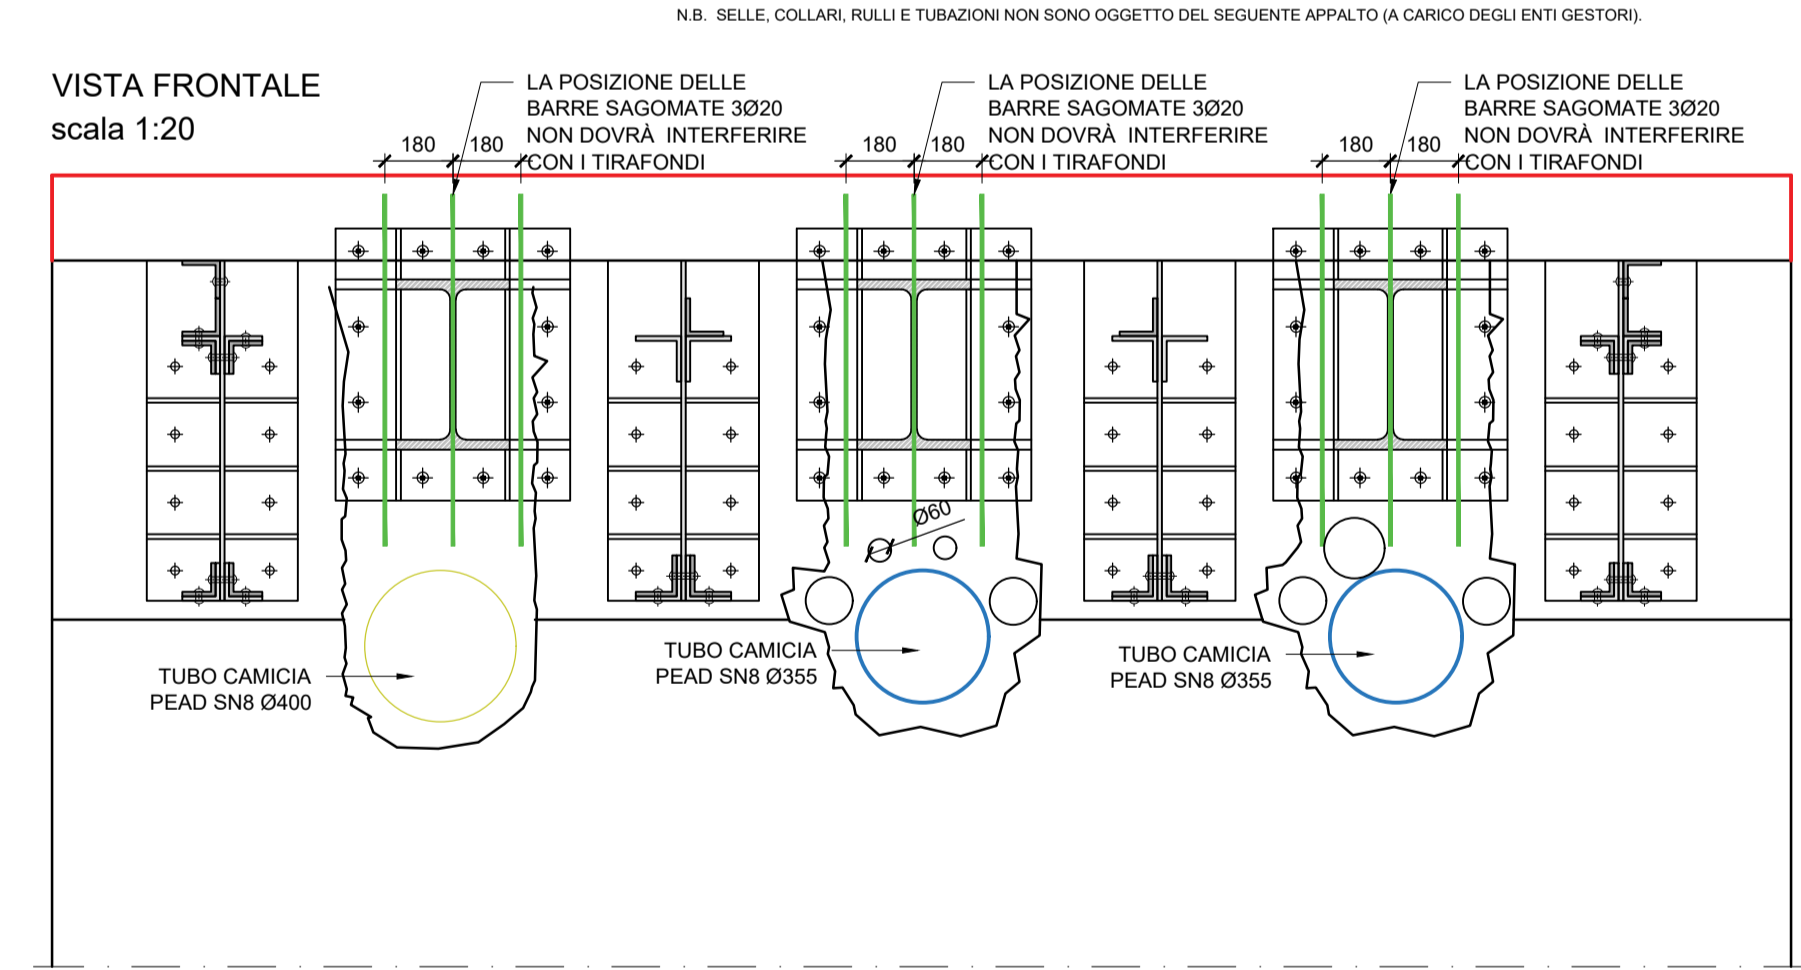 N.B. SELLE, COLLARI, RULLI E TUBAZIONI NON SONO OGGETTO DEL SEGUENTE APPALTO (A CARICO DEGLI ENTI GESTORI).
VISTA FRONTALE
scala 1:20
LA POSIZIONE DELLE
BARRE SAGOMATE 3Ø20
NON DOVRÀ INTERFERIRE
CON I TIRAFONDI
180 180
LA POSIZIONE DELLE
BARRE SAGOMATE 3Ø20
NON DOVRÀ INTERFERIRE
CON I TIRAFONDI
180 180
LA POSIZIONE DELLE
BARRE SAGOMATE 3Ø20
NON DOVRÀ INTERFERIRE
CON I TIRAFONDI
180 180
Ø60
TUBO CAMICIA
PEAD SN8 Ø400
TUBO CAMICIA
PEAD SN8 Ø355
TUBO CAMICIA
PEAD SN8 Ø355